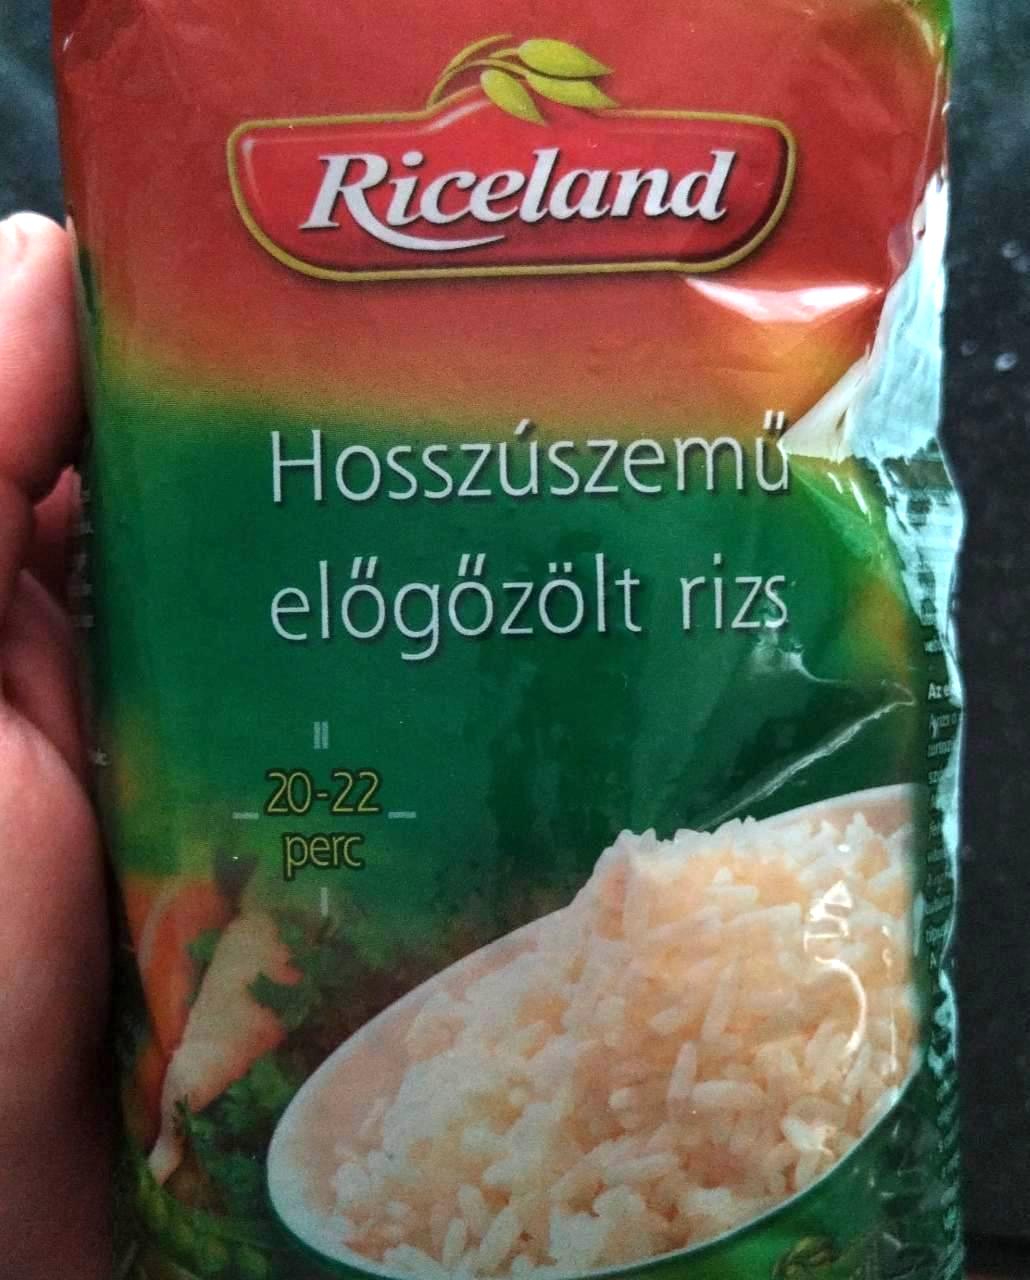 Riceland
Hosszúszemű
előgőzölt rizs
20-22
perc